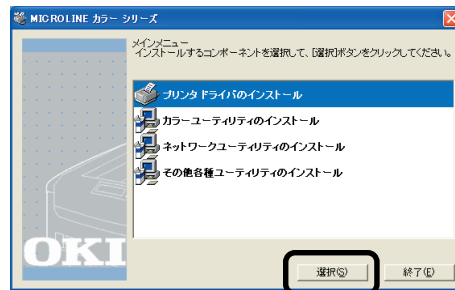 MICROLINE カラー シリーズ
メインメニュー
インストールするコンポーネントを選択して、[選択]ボタンをクリックしてください。
プリンタ ドライバのインストール
カラーユーティリティのインストール
ネットワークユーティリティのインストール
その他各種ユーティリティのインストール
OKI
選択(S)
終了(E)